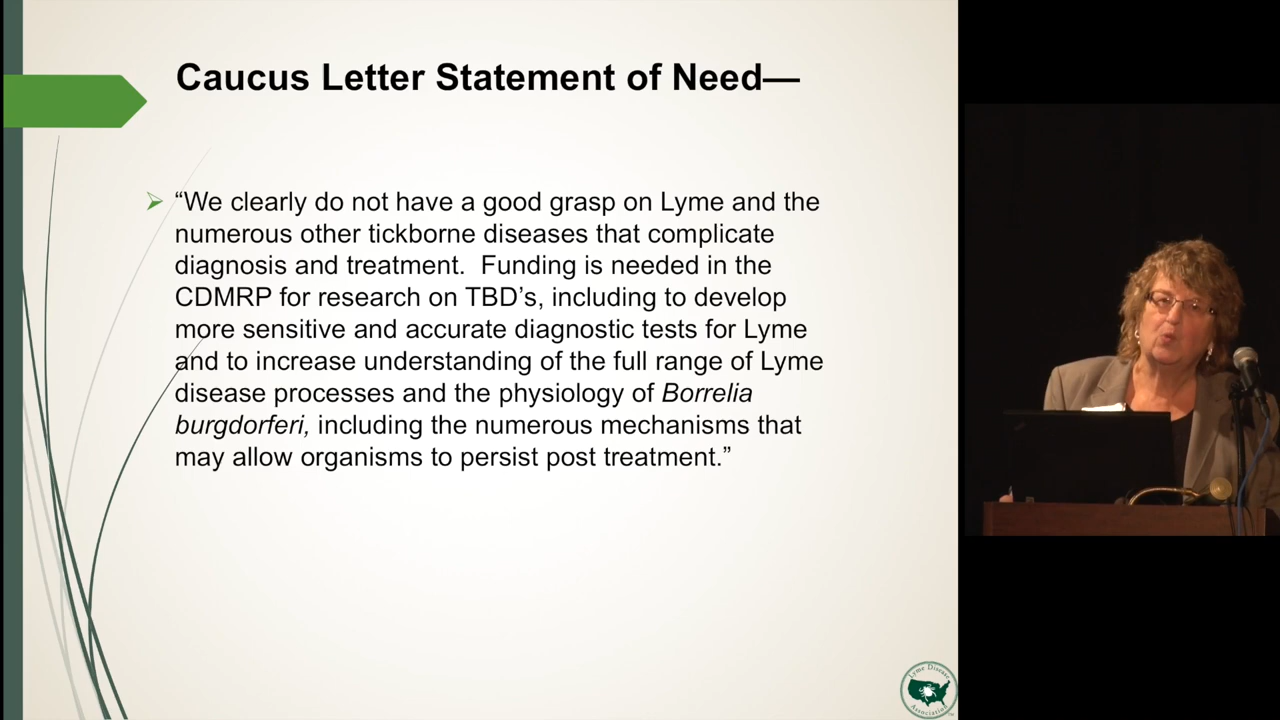 Caucus Letter Statement of Need—
“We clearly do not have a good grasp on Lyme and the
numerous other tickborne diseases that complicate
diagnosis and treatment.  Funding is needed in the
CDMRP for research on TBD’s, including to develop
more sensitive and accurate diagnostic tests for Lyme
and to increase understanding of the full range of Lyme
disease processes and the physiology of Borrelia
burgdorferi, including the numerous mechanisms that
may allow organisms to persist post treatment.”
Lyme Disease
Association